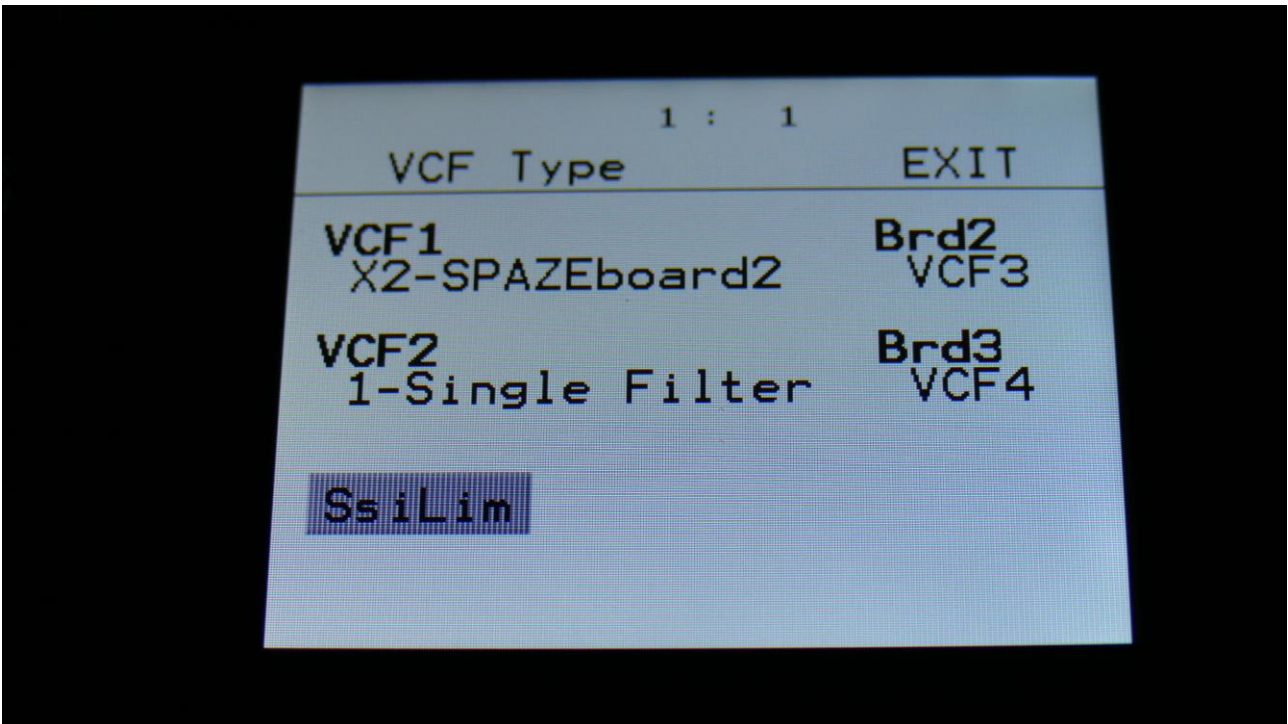 1 : 1
VCF Type EXIT
VCF1 Brd2
X2-SPAZEboard2 VCF3
VCF2 Brd3
1-Single Filter VCF4
SsiLim